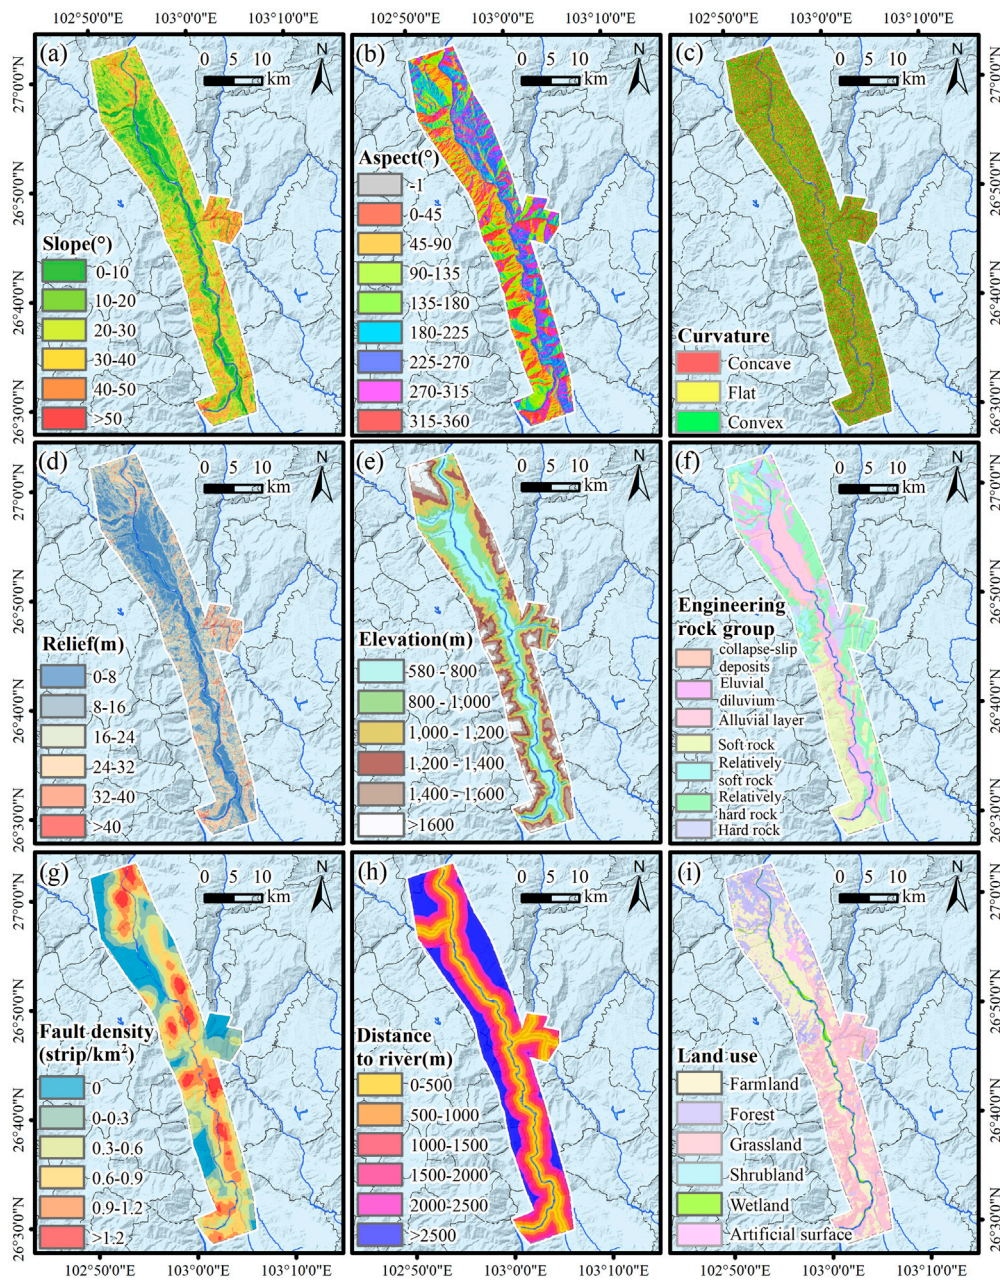 102°50'0"E 103°0'0"E 103°10'0"E 102°50'0"E 103°0'0"E 103°10'0"E 102°50'0"E 103°0'0"E 103°10'0"E
(a)
0 5 10
km
N
Slope(°)
0-10
10-20
20-30
30-40
40-50
>50
27°0'0"N
26°50'0"N
26°40'0"N
26°30'0"N
(b)
0 5 10
km
N
Aspect(°)
-1
0-45
45-90
90-135
135-180
180-225
225-270
270-315
315-360
(c)
0 5 10
km
N
Curvature
Concave
Flat
Convex
27°0'0"N
26°50'0"N
26°40'0"N
26°30'0"N
(d)
0 5 10
km
N
Relief(m)
0-8
8-16
16-24
24-32
32-40
>40
27°0'0"N
26°50'0"N
26°40'0"N
26°30'0"N
(e)
0 5 10
km
N
Elevation(m)
580 - 800
800 - 1,000
1,000 - 1,200
1,200 - 1,400
1,400 - 1,600
>1600
(f)
0 5 10
km
N
Engineering
rock group
collapse-slip
deposits
Eluvial
diluvium
Alluvial layer
Soft rock
Relatively
soft rock
Relatively
hard rock
Hard rock
27°0'0"N
26°50'0"N
26°40'0"N
26°30'0"N
(g)
0 5 10
km
N
Fault density
(strip/km²)
0
0-0.3
0.3-0.6
0.6-0.9
0.9-1.2
>1.2
27°0'0"N
26°50'0"N
26°40'0"N
26°30'0"N
(h)
0 5 10
km
N
Distance
to river(m)
0-500
500-1000
1000-1500
1500-2000
2000-2500
>2500
(i)
0 5 10
km
N
Land use
Farmland
Forest
Grassland
Shrubland
Wetland
Artificial surface
27°0'0"N
26°50'0"N
26°40'0"N
26°30'0"N
102°50'0"E 103°0'0"E 103°10'0"E 102°50'0"E 103°0'0"E 103°10'0"E 102°50'0"E 103°0'0"E 103°10'0"E